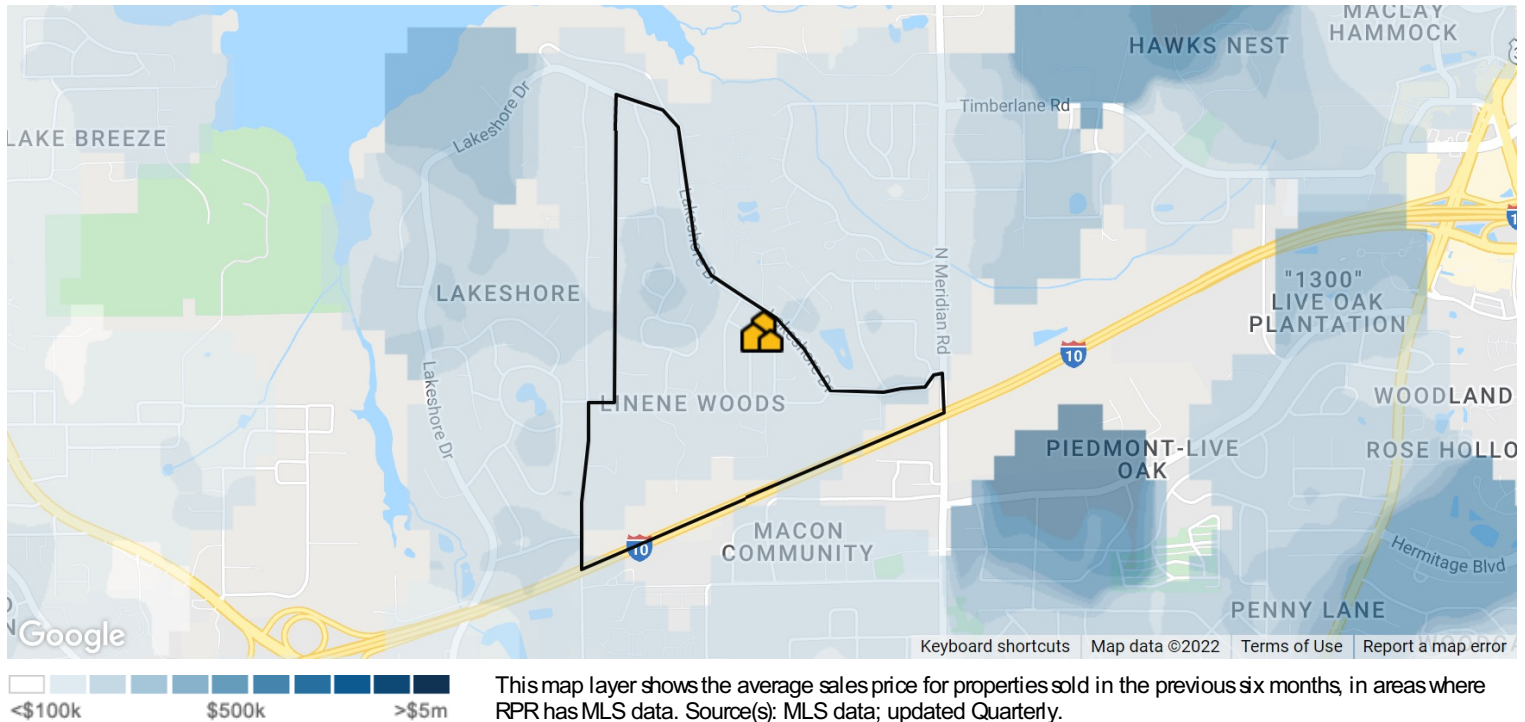 MACLAY
HAMMOCK
HAWKS NEST
Timberlane Rd
LAKE BREEZE
Lakeshore Dr
Lakeshore Dr
N Meridian Rd
LAKESHORE
"1300"
LIVE OAK
PLANTATION
Lakeshore Dr
10
Lakeshore Dr
LINENE WOODS
WOODLAND
PIEDMONT-LIVE
OAK
ROSE HOLLO
MACON
COMMUNITY
10
Hermitage Blvd
PENNY LANE
Google
Keyboard shortcuts
Map data ©2022
Terms of Use
Report a map error
<$100k
$500k
>$5m
This map layer shows the average sales price for properties sold in the previous six months, in areas where
RPR has MLS data. Source(s): MLS data; updated Quarterly.